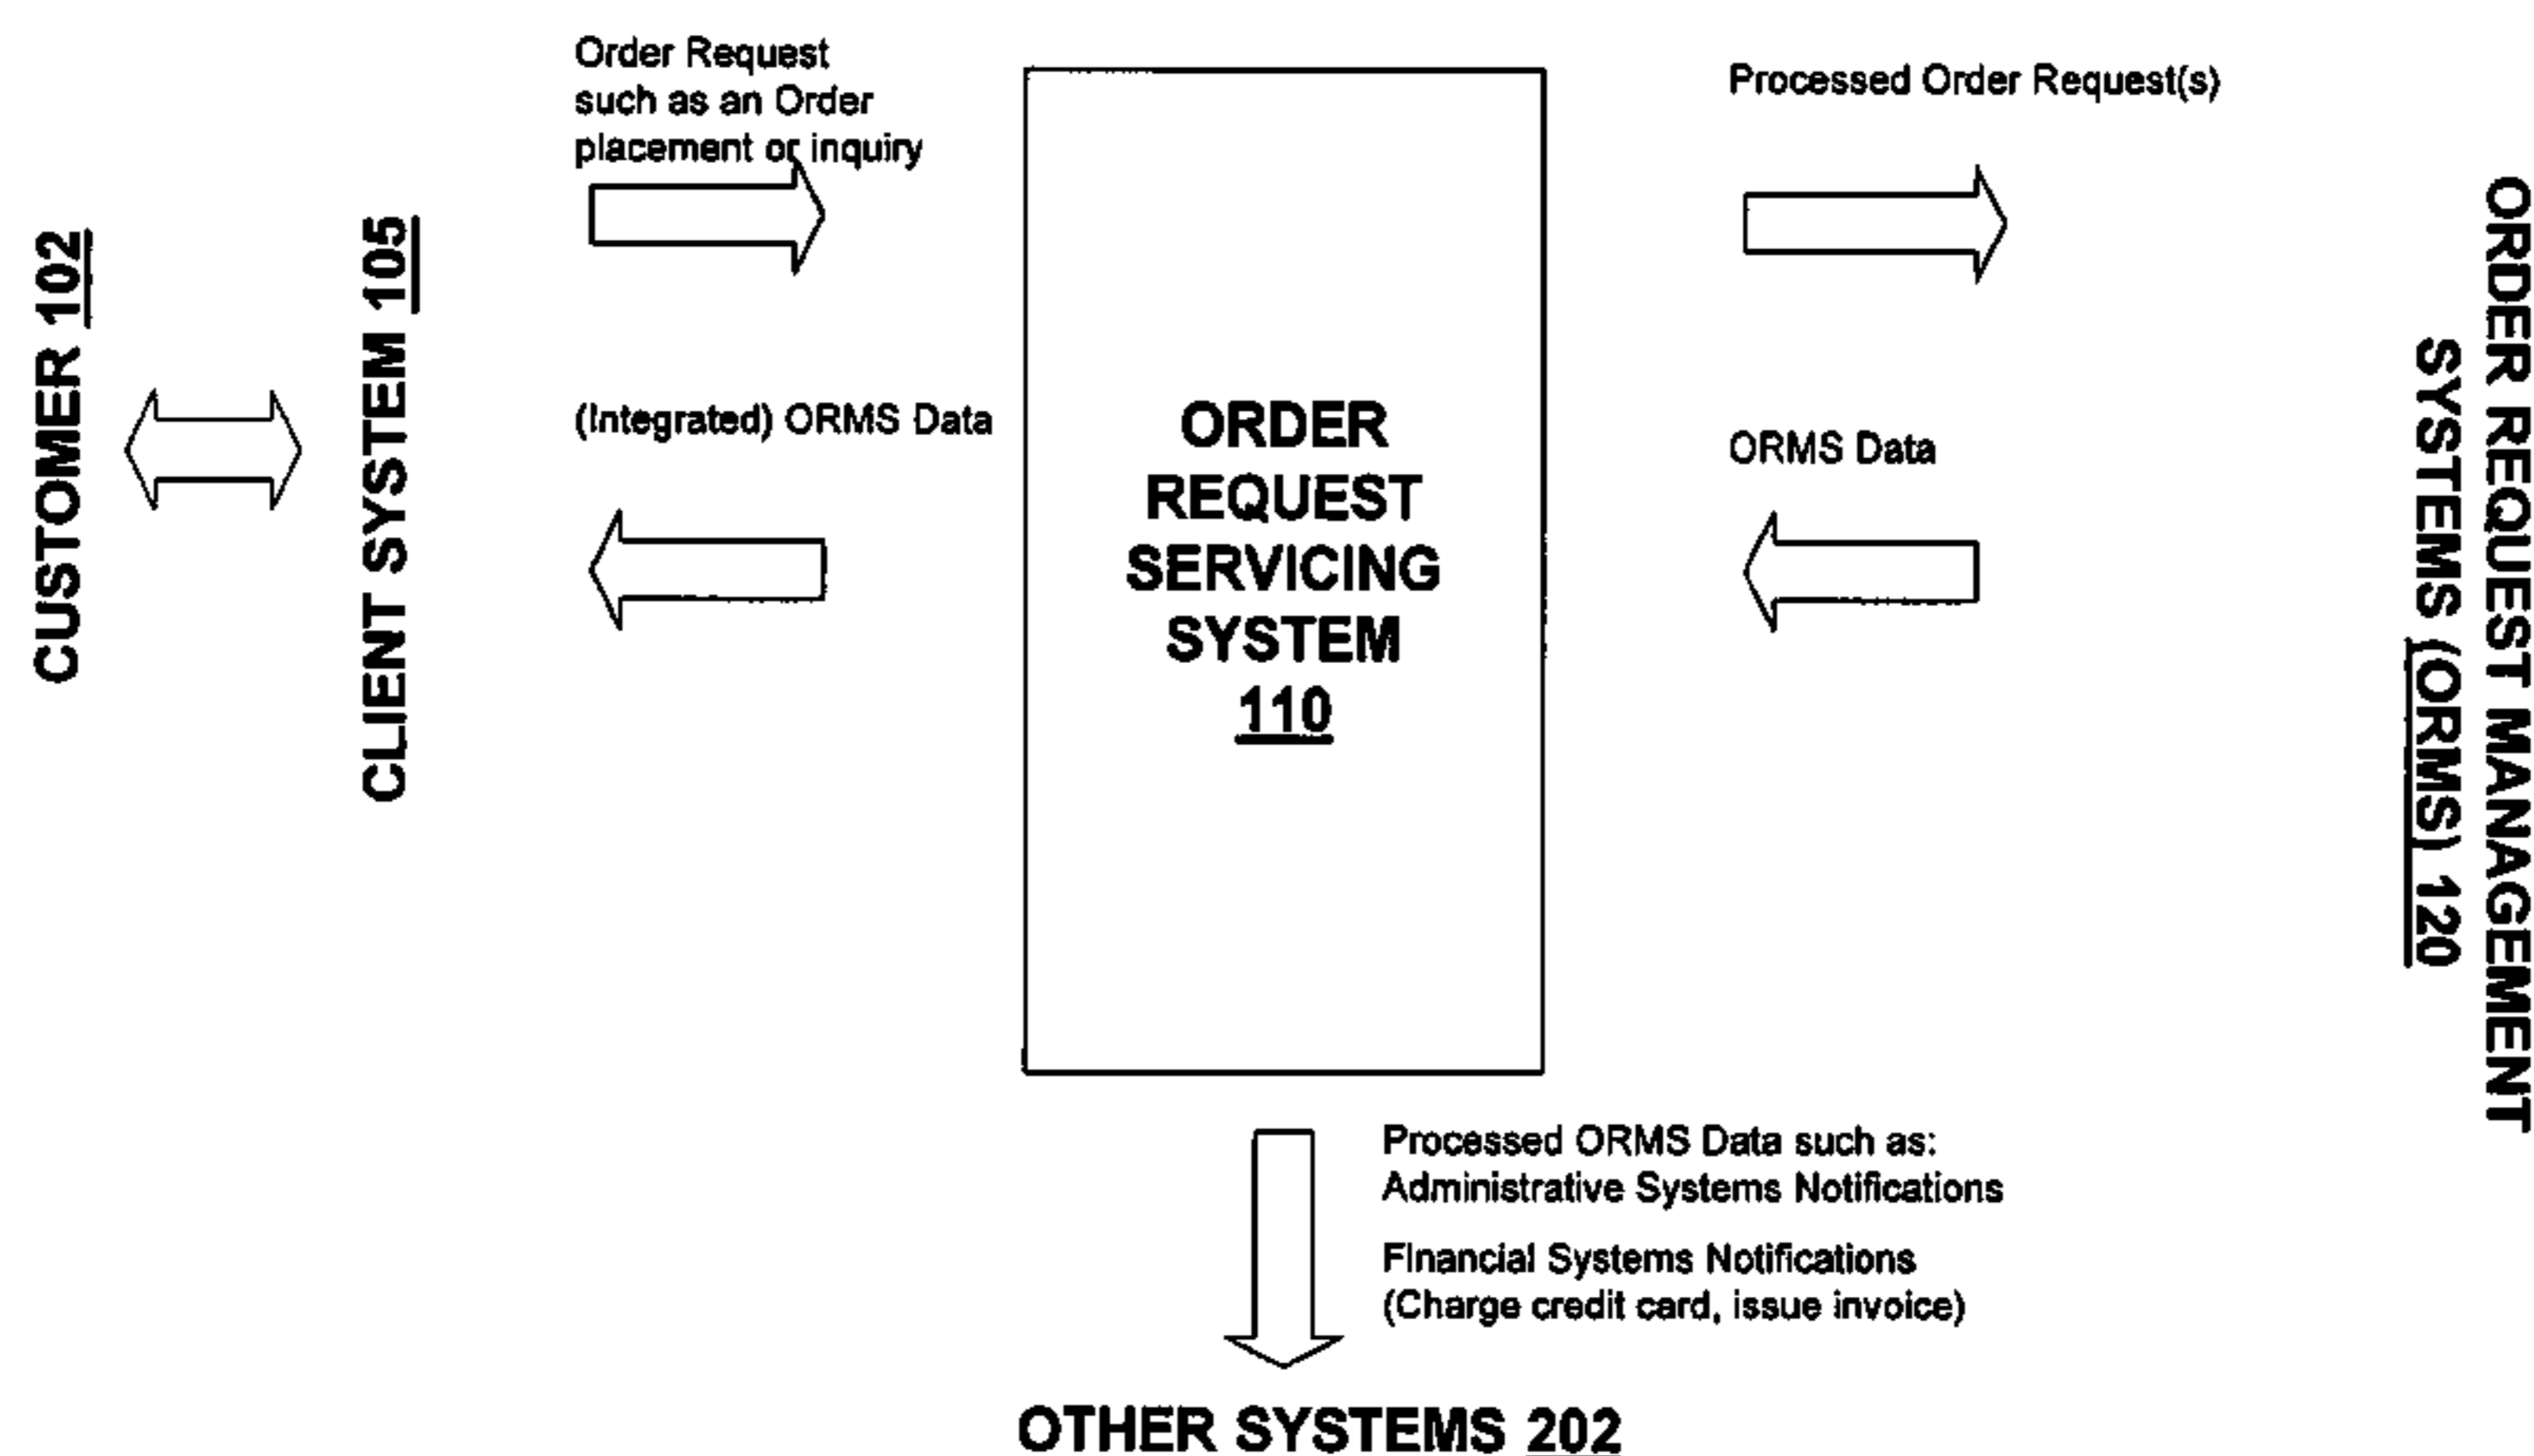 Order Request
such as an Order
placement or inquiry
Processed Order Request(s)
CUSTOMER 102
CLIENT SYSTEM 105
(Integrated) ORMS Data
ORDER
REQUEST
SERVICING
SYSTEM
110
ORMS Data
ORDER REQUEST MANAGEMENT
SYSTEMS (ORMS) 120
Processed ORMS Data such as:
Administrative Systems Notifications
Financial Systems Notifications
(Charge credit card, issue invoice)
OTHER SYSTEMS 202